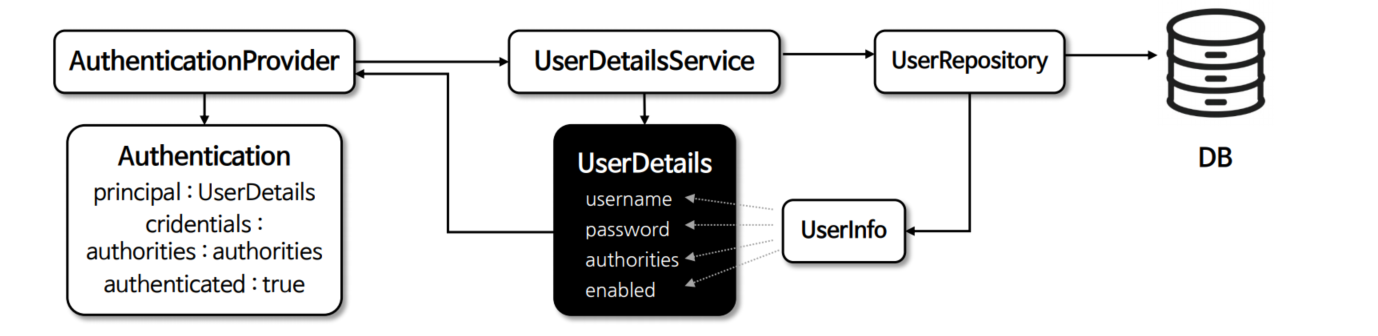 AuthenticationProvider
UserDetailsService
UserRepository
DB
Authentication
principal : UserDetails
cridentials :
authorities : authorities
authenticated : true
UserDetails
username
password
authorities
enabled
UserInfo